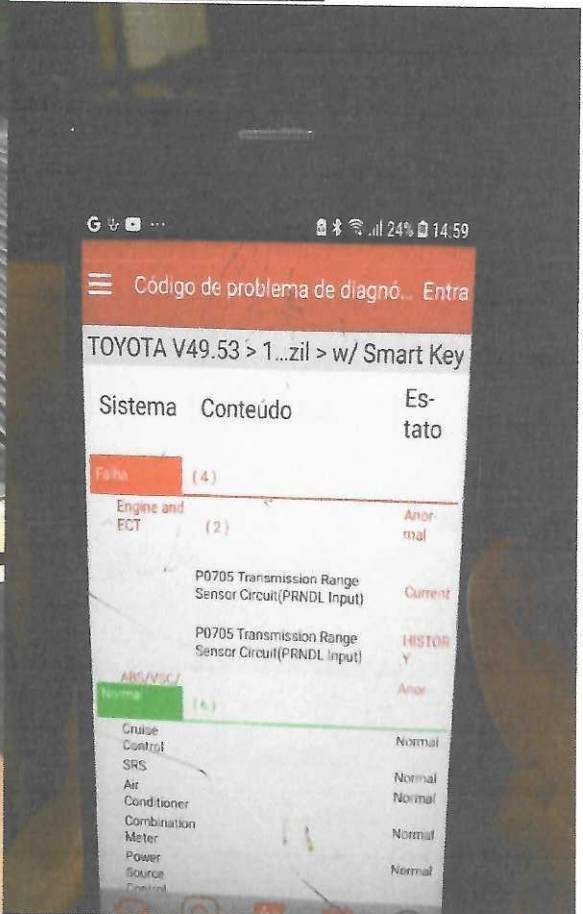 24% 14:59
Código de problema de diagnó... Entra
TOYOTA V49.53 > 1...zil > w/ Smart Key
Sistema Conteúdo Es-
tato
Falha (4)
Engine and
ECT (2) Anor-
mal
P0705 Transmission Range
Sensor Circuit(PRNDL Input) Current
P0705 Transmission Range
Sensor Circuit(PRNDL Input) HISTOR
Y
ABS/VSC/ Anor-
Normal (6)
Cruise
Control Normal
SRS Normal
Air
Conditioner Normal
Combination
Meter Normal
Power
Source Normal
Control